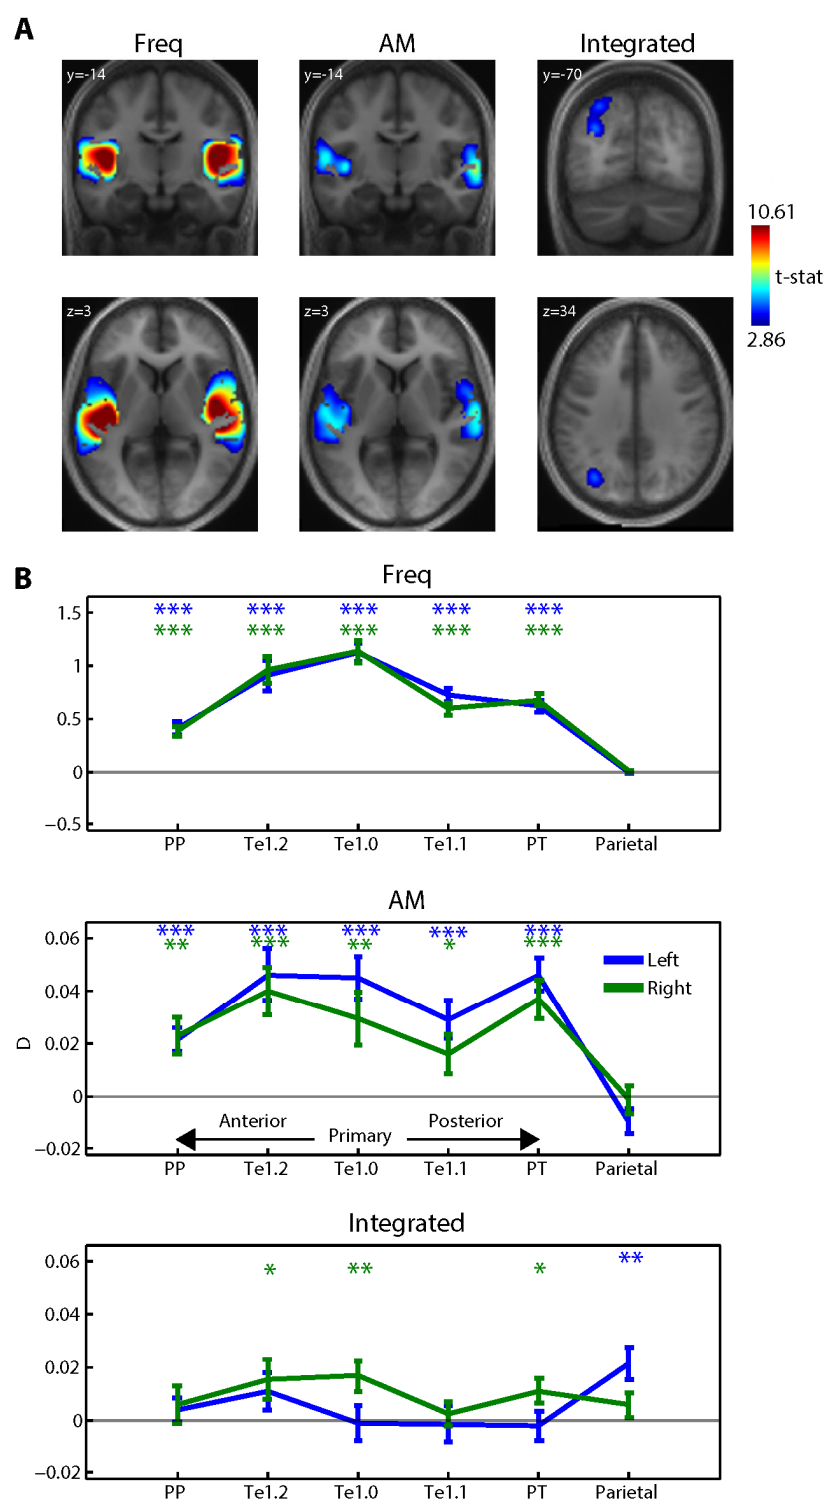 A
Freq AM Integrated
y=-14 y=-14 y=-70
10.61
t-stat
2.86
z=3 z=3 z=34
B
Freq
*** *** *** *** ***
*** *** *** *** ***
1.5
1
0.5
0
−0.5
PP Te1.2 Te1.0 Te1.1 PT Parietal
AM
*** *** *** *** ***
** *** ** * ***
0.06
Left
Right
0.04
D
0.02
0
Anterior Primary Posterior
−0.02
PP Te1.2 Te1.0 Te1.1 PT Parietal
Integrated
**
* ** *
0.06
0.04
0.02
0
−0.02
PP Te1.2 Te1.0 Te1.1 PT Parietal